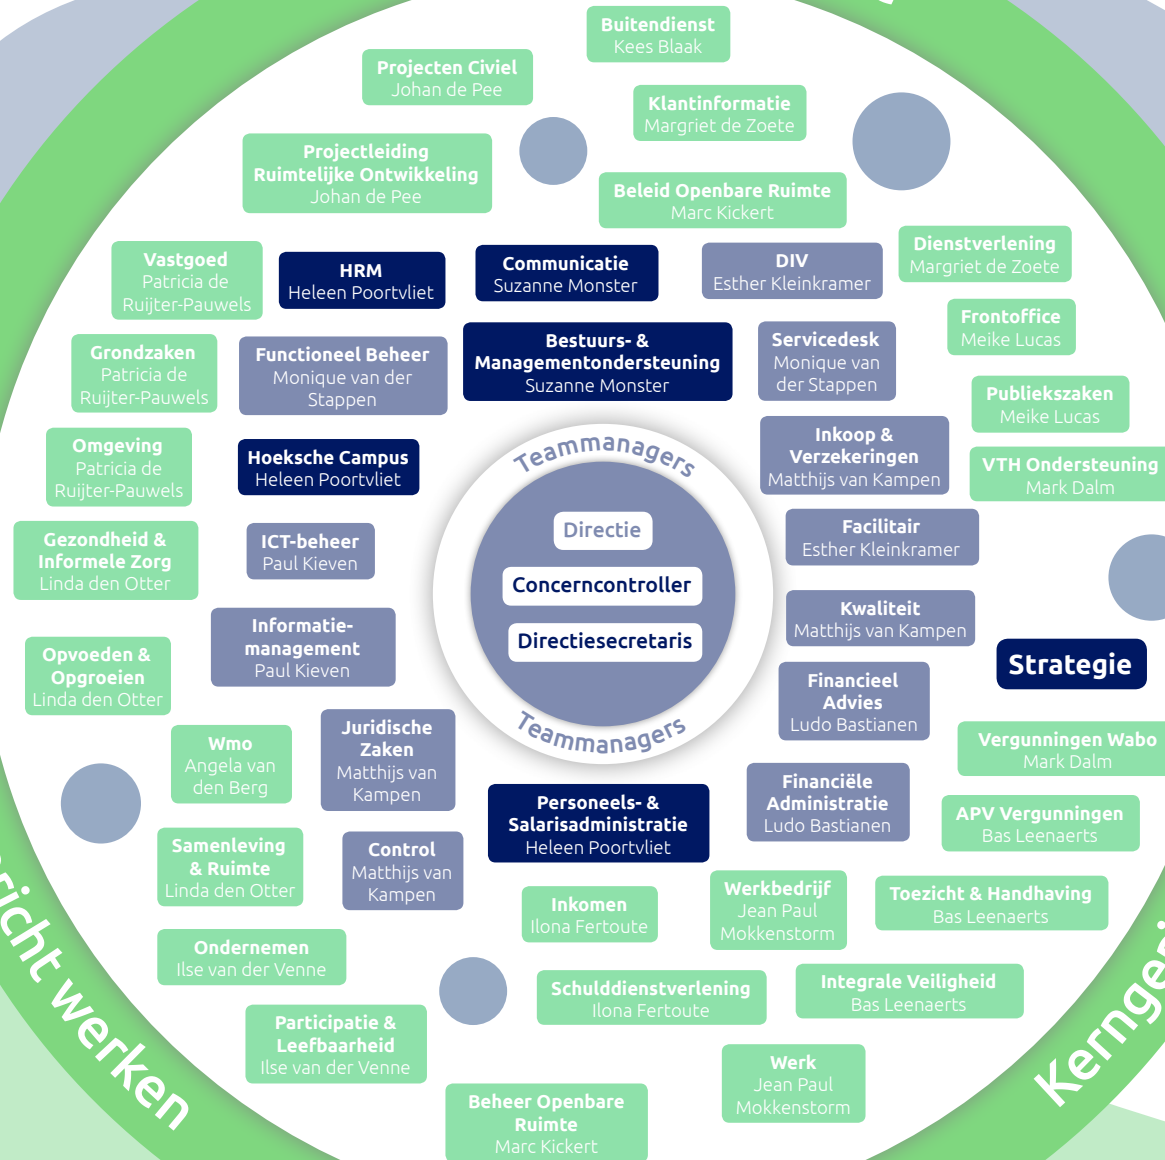 Buitendienst
Kees Blaak
Projecten Civiel
Johan de Pee
Klantinformatie
Margriet de Zoete
Projectleiding
Ruimtelijke Ontwikkeling
Johan de Pee
Beleid Openbare Ruimte
Marc Kickert
Vastgoed
Patricia de
Ruijter-Pauwels
HRM
Heleen Poortvliet
Communicatie
Suzanne Monster
DIV
Esther Kleinkramer
Dienstverlening
Margriet de Zoete
Frontoffice
Meike Lucas
Grondzaken
Patricia de
Ruijter-Pauwels
Functioneel Beheer
Monique van der
Stappen
Bestuurs- &
Managementondersteuning
Suzanne Monster
Servicedesk
Monique van
der Stappen
Publiekszaken
Meike Lucas
Omgeving
Patricia de
Ruijter-Pauwels
Hoeksche Campus
Heleen Poortvliet
Teammanagers
Inkoop &
Verzekeringen
Matthijs van Kampen
VTH Ondersteuning
Mark Dalm
Gezondheid &
Informele Zorg
Linda den Otter
ICT-beheer
Paul Kieven
Directie
Concerncontroller
Directiesecretaris
Teammanagers
Facilitair
Esther Kleinkramer
Kwaliteit
Matthijs van Kampen
Strategie
Opvoeden &
Opgroeien
Linda den Otter
Informatie-
management
Paul Kieven
Financieel
Advies
Ludo Bastianen
Wmo
Angela van
den Berg
Juridische
Zaken
Matthijs van
Kampen
Vergunningen Wabo
Mark Dalm
Personeels- &
Salarisadministratie
Heleen Poortvliet
Financiële
Administratie
Ludo Bastianen
APV Vergunningen
Bas Leenaerts
Samenleving
& Ruimte
Linda den Otter
Control
Matthijs van
Kampen
Inkomen
Ilona Fertoute
Werkbedrijf
Jean Paul
Mokkenstorm
Toezicht & Handhaving
Bas Leenaerts
Ondernemen
Ilse van der Venne
Schulddienstverlening
Ilona Fertoute
Integrale Veiligheid
Bas Leenaerts
Participatie &
Leefbaarheid
Ilse van der Venne
Werk
Jean Paul
Mokkenstorm
Beheer Openbare
Ruimte
Marc Kickert
richt werken
Kernge